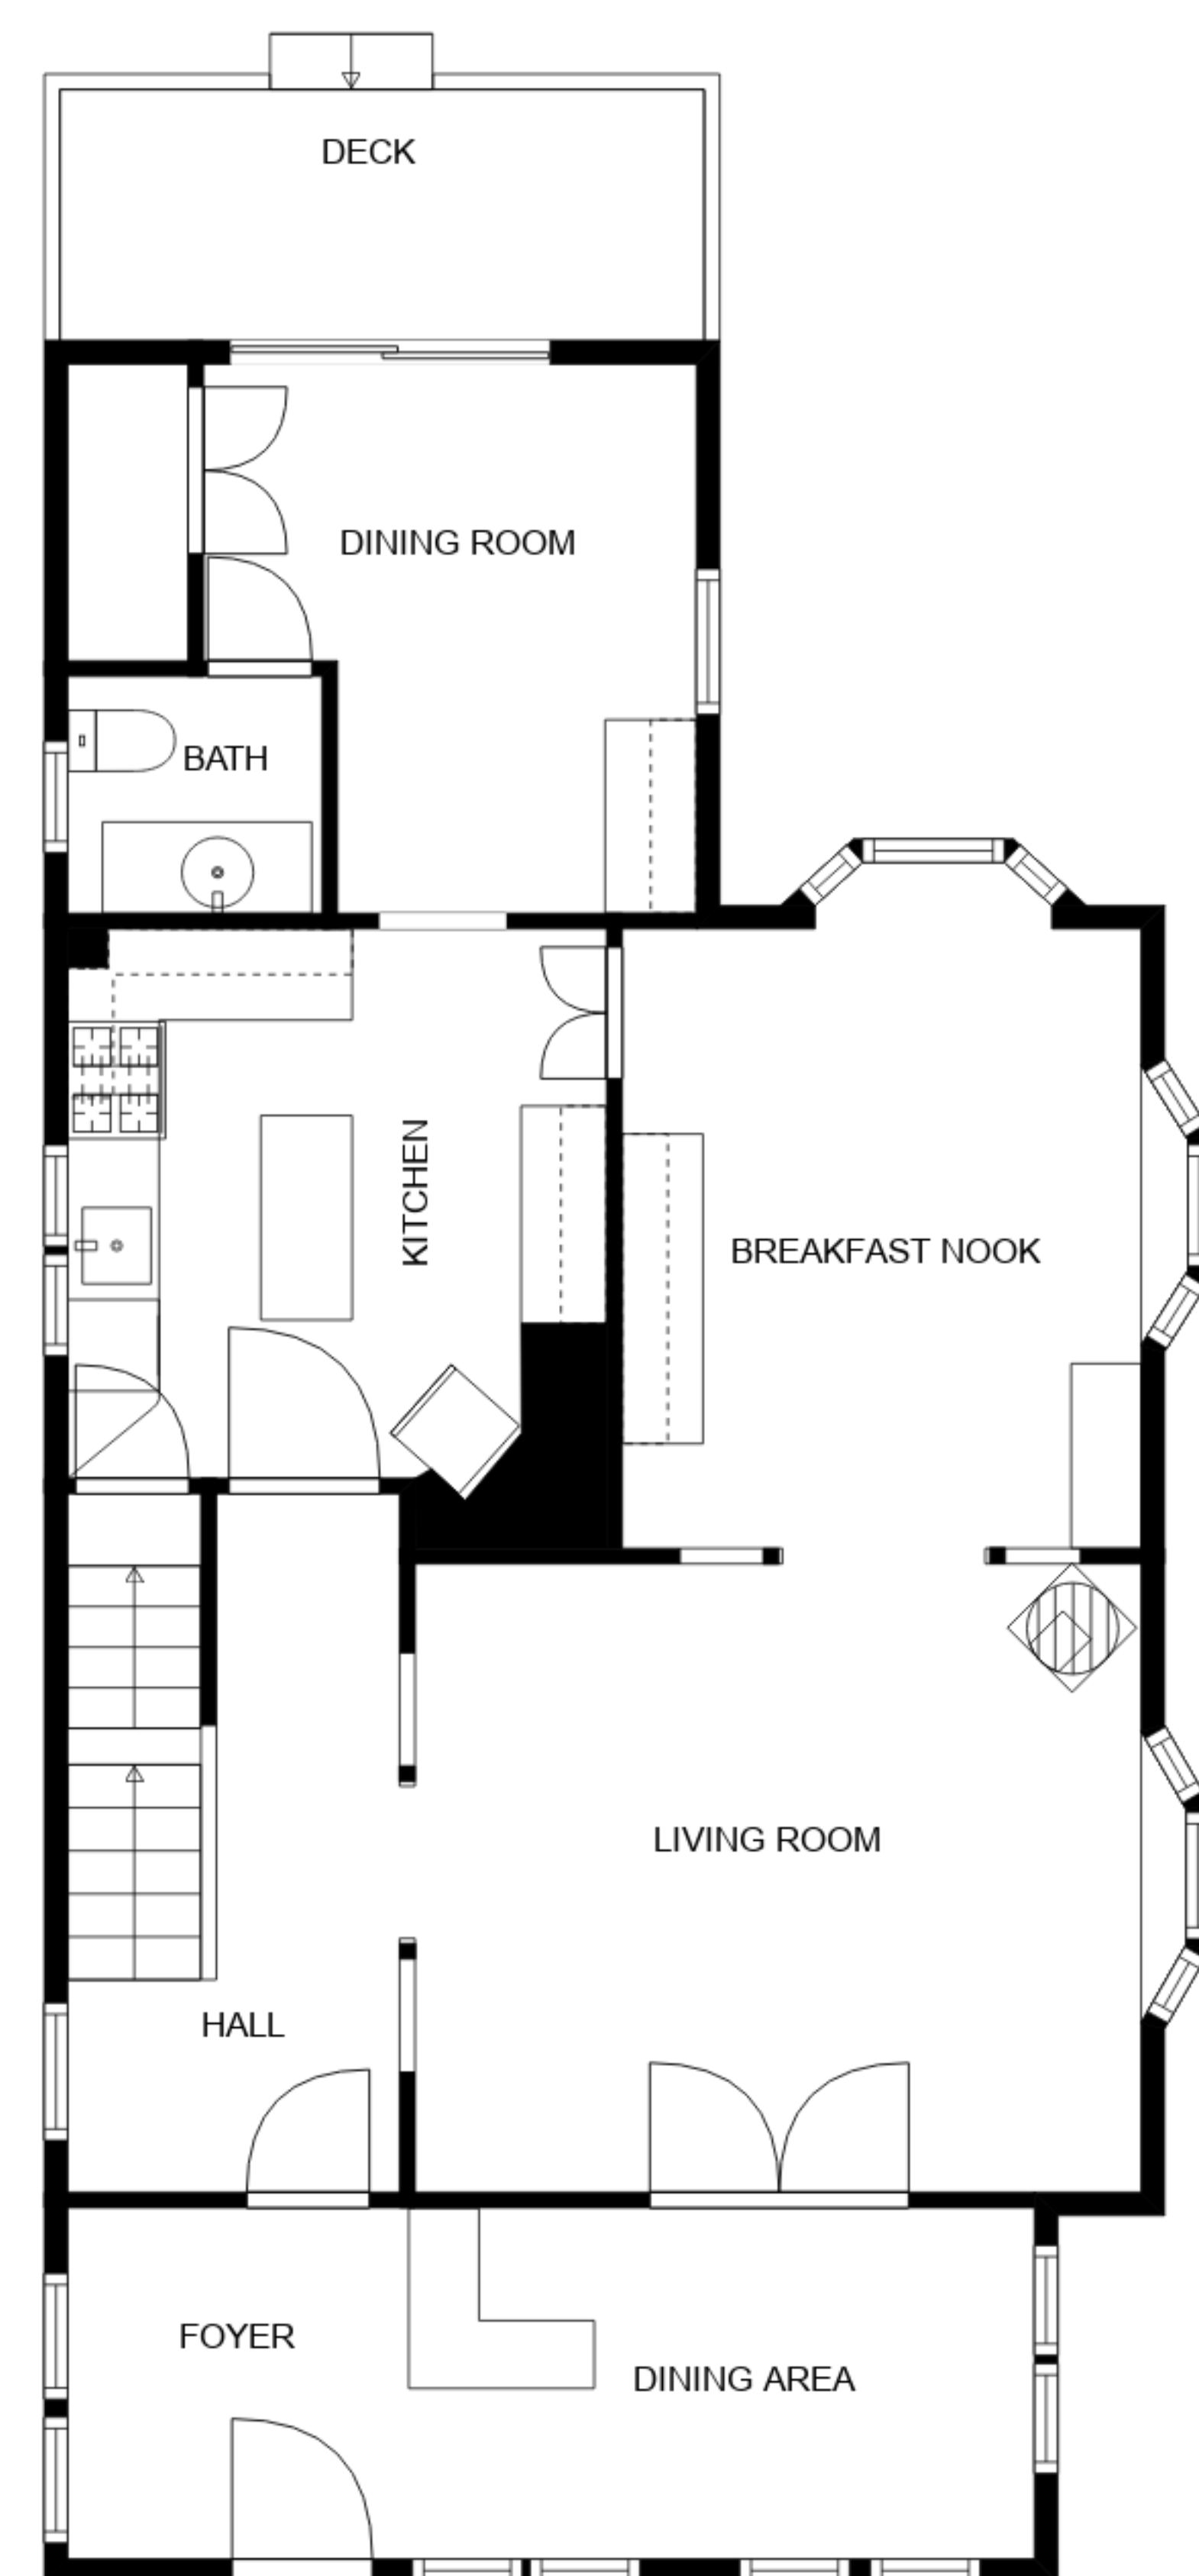 DECK
DINING ROOM
BATH
KITCHEN
BREAKFAST NOOK
LIVING ROOM
HALL
FOYER
DINING AREA